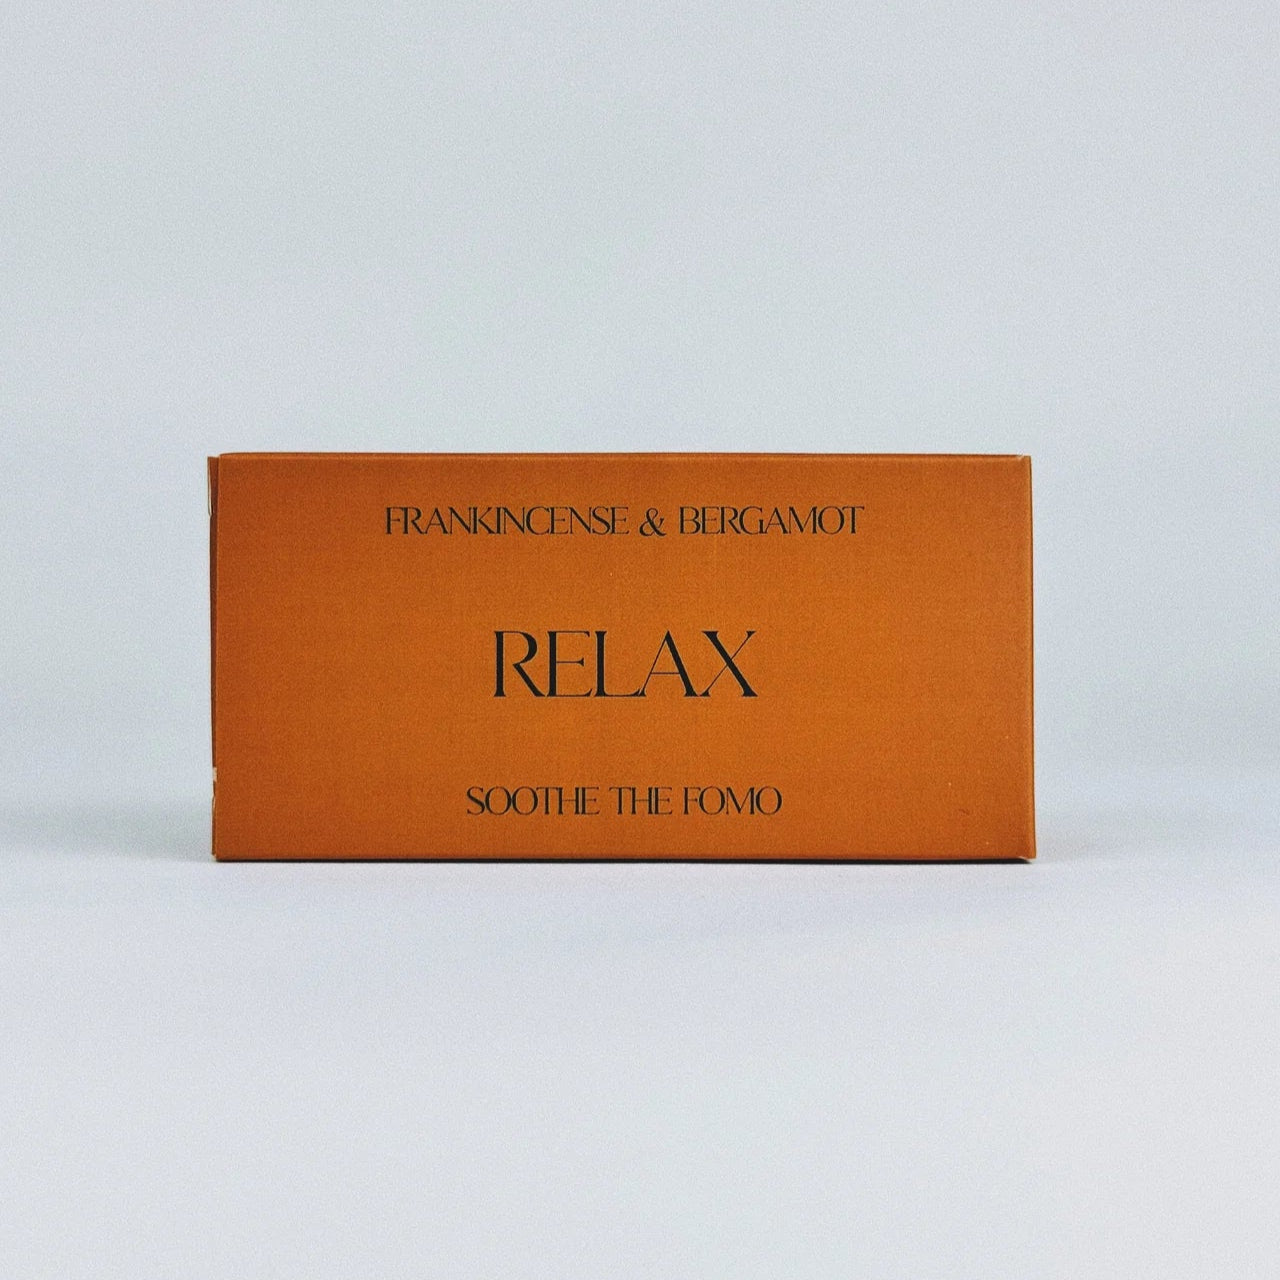 FRANKINCENSE & BERGAMOT
RELAX
SOOTHE THE FOMO